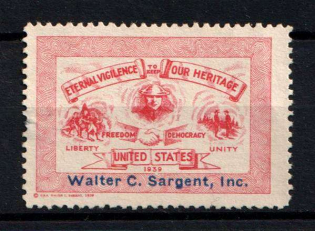 ETERNAL VIGILENCE TO KEEP OUR HERITAGE
FREEDOM DEMOCRACY
LIBERTY UNITY
UNITED STATES
1939
Walter C. Sargent, Inc.